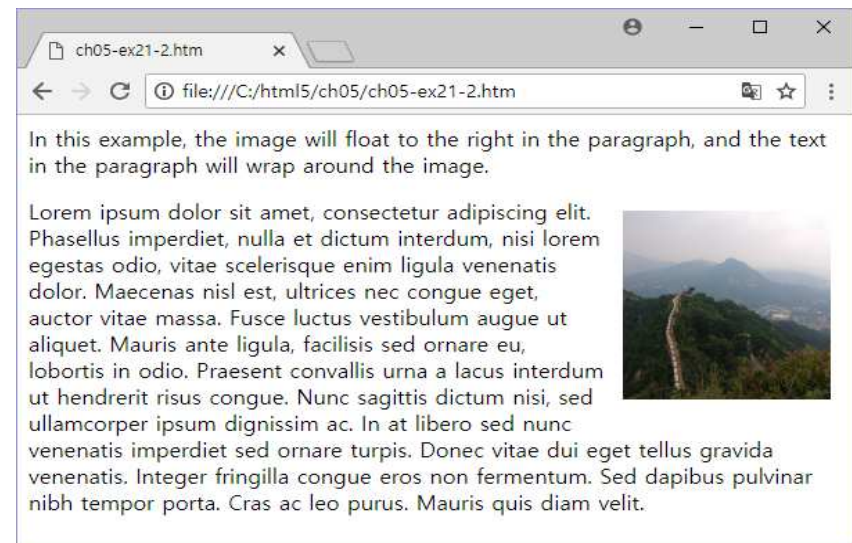 ch05-ex21-2.htm
file:///C:/html5/ch05/ch05-ex21-2.htm
In this example, the image will float to the right in the paragraph, and the text
in the paragraph will wrap around the image.
Lorem ipsum dolor sit amet, consectetur adipiscing elit.
Phasellus imperdiet, nulla et dictum interdum, nisi lorem
egestas odio, vitae scelerisque enim ligula venenatis
dolor. Maecenas nisl est, ultrices nec congue eget,
auctor vitae massa. Fusce luctus vestibulum augue ut
aliquet. Mauris ante ligula, facilisis sed ornare eu,
lobortis in odio. Praesent convallis urna a lacus interdum
ut hendrerit risus congue. Nunc sagittis dictum nisi, sed
ullamcorper ipsum dignissim ac. In at libero sed nunc
venenatis imperdiet sed ornare turpis. Donec vitae dui eget tellus gravida
venenatis. Integer fringilla congue eros non fermentum. Sed dapibus pulvinar
nibh tempor porta. Cras ac leo purus. Mauris quis diam velit.